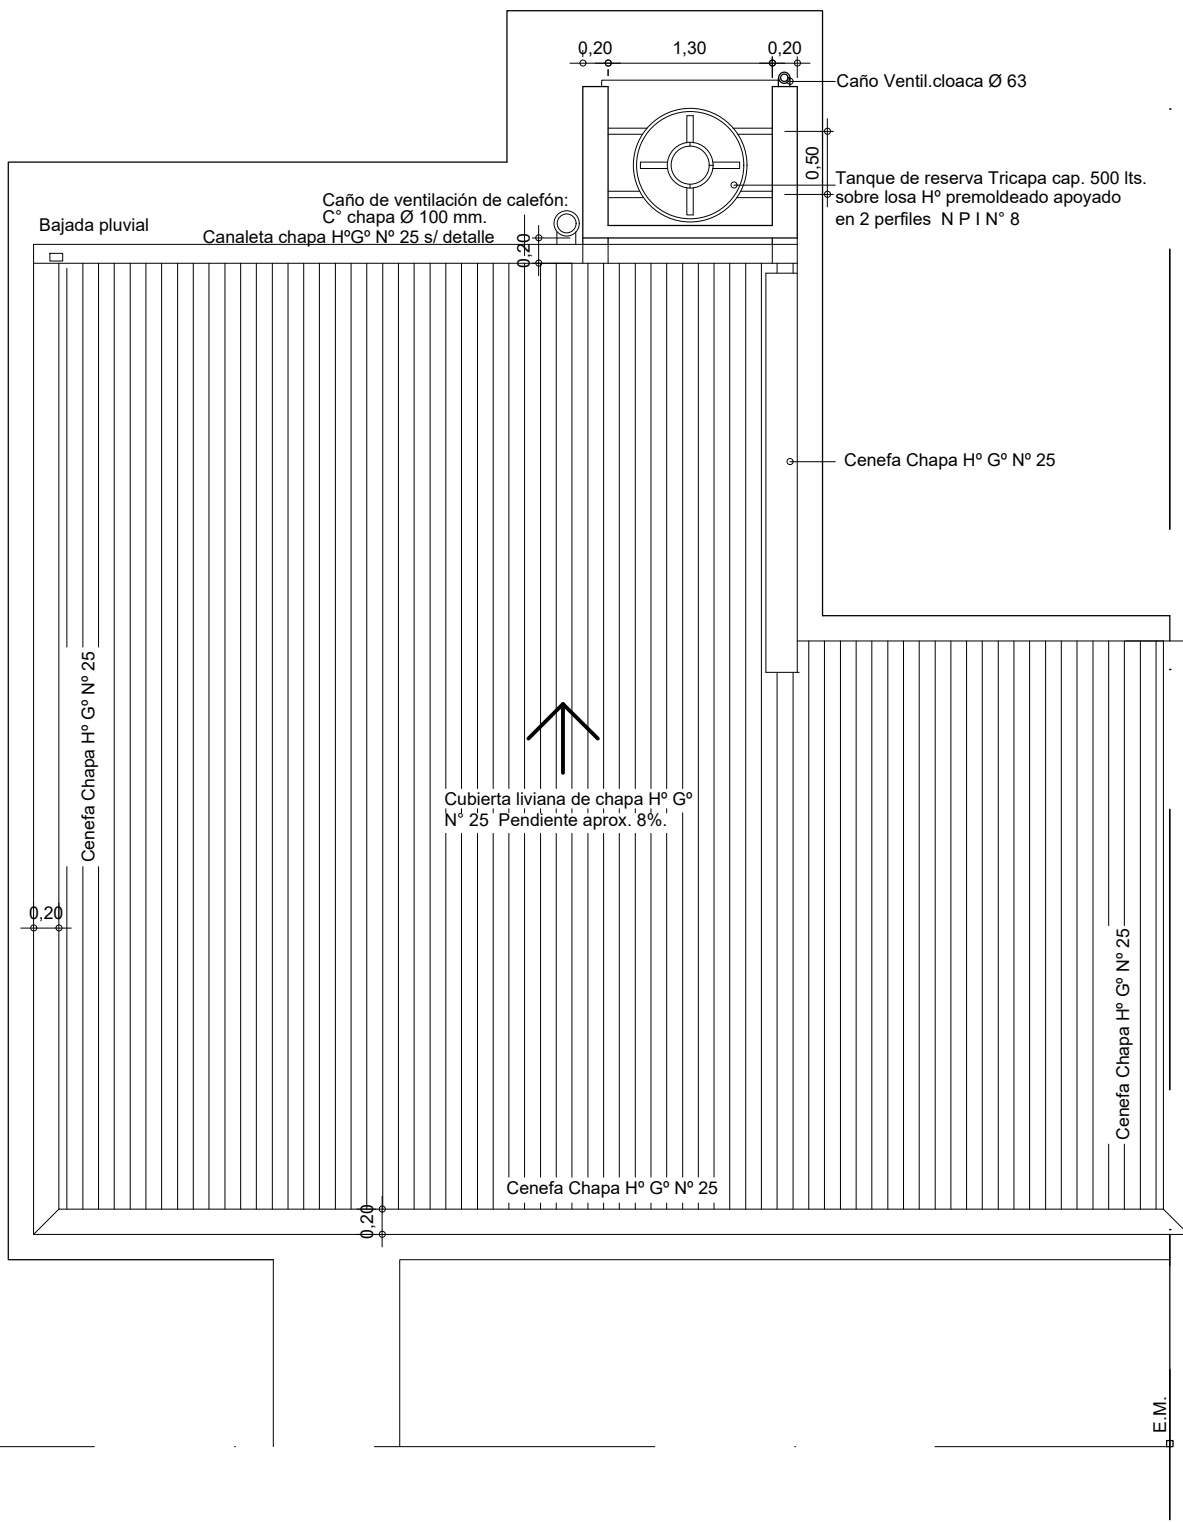 0,20
1,30
0,20
Caño Ventil.cloaca Ø 63
0,50
Tanque de reserva Tricapa cap. 500 lts.
sobre losa Hº premoldeado apoyado
en 2 perfiles  N P I N° 8
Caño de ventilación de calefón:
C° chapa Ø 100 mm.
Bajada pluvial
Canaleta chapa HºGº Nº 25 s/ detalle
0,20
Cenefa Chapa Hº Gº Nº 25
Cenefa Chapa Hº Gº Nº 25
Cubierta liviana de chapa Hº Gº
N° 25  Pendiente aprox. 8%.
0,20
Cenefa Chapa Hº Gº Nº 25
Cenefa Chapa Hº Gº Nº 25
0,20
E.M.